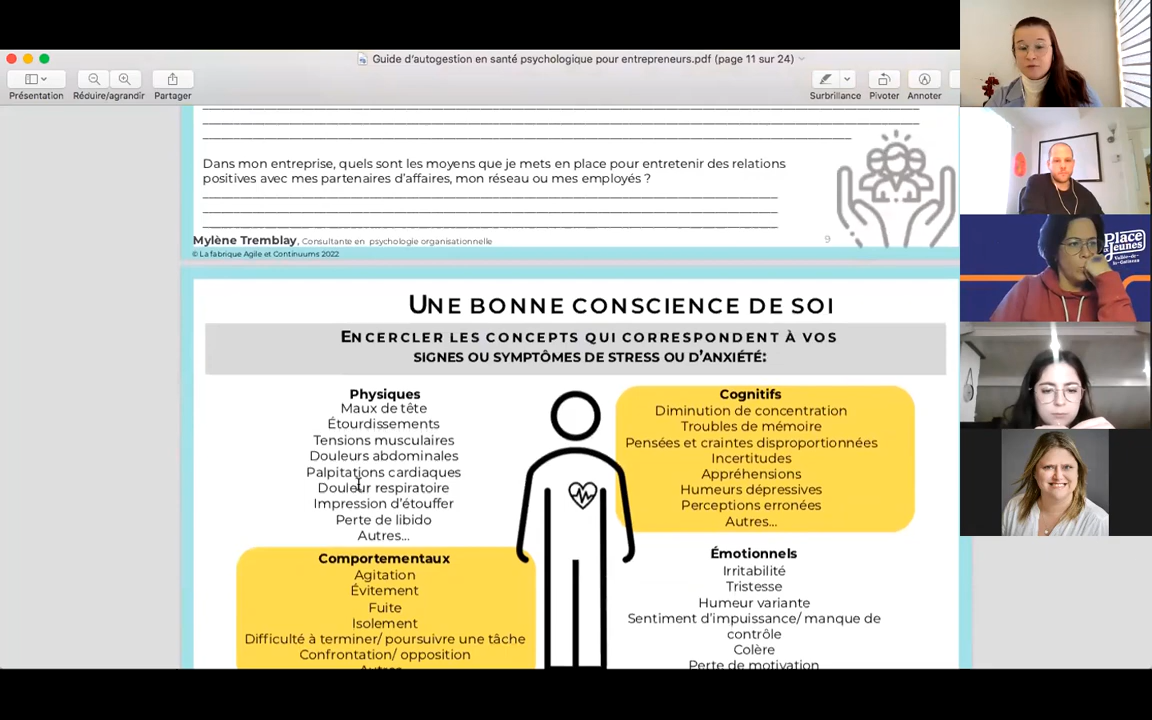 Guide d'autogestion en santé psychologique pour entrepreneurs.pdf (page 11 sur 24)
Présentation
Réduire/agrandir
Partager
Surbrillance
Pivoter
Annoter
Dans mon entreprise, quels sont les moyens que je mets en place pour entretenir des relations
positives avec mes partenaires d'affaires, mon réseau ou mes employés ?
Mylène Tremblay, Consultante en psychologie organisationnelle
9
© La fabrique Agile et Continuums 2022
UNE BONNE CONSCIENCE DE SOI
ENCERCLER LES CONCEPTS QUI CORRESPONDENT À VOS
SIGNES OU SYMPTÔMES DE STRESS OU D'ANXIÉTÉ:
Physiques
Maux de tête
Étourdissements
Tensions musculaires
Douleurs abdominales
Palpitations cardiaques
Douleur respiratoire
Impression d'étouffer
Perte de libido
Autres...
Cognitifs
Diminution de concentration
Troubles de mémoire
Pensées et craintes disproportionnées
Incertitudes
Appréhensions
Humeurs dépressives
Perceptions erronées
Autres...
Comportementaux
Agitation
Évitement
Fuite
Isolement
Difficulté à terminer/ poursuivre une tâche
Confrontation/ opposition
Autres
Émotionnels
Irritabilité
Tristesse
Humeur variante
Sentiment d'impuissance/ manque de
contrôle
Colère
Perte de motivation
Place
aux
Jeunes
Vallée-de-
la-Gatineau